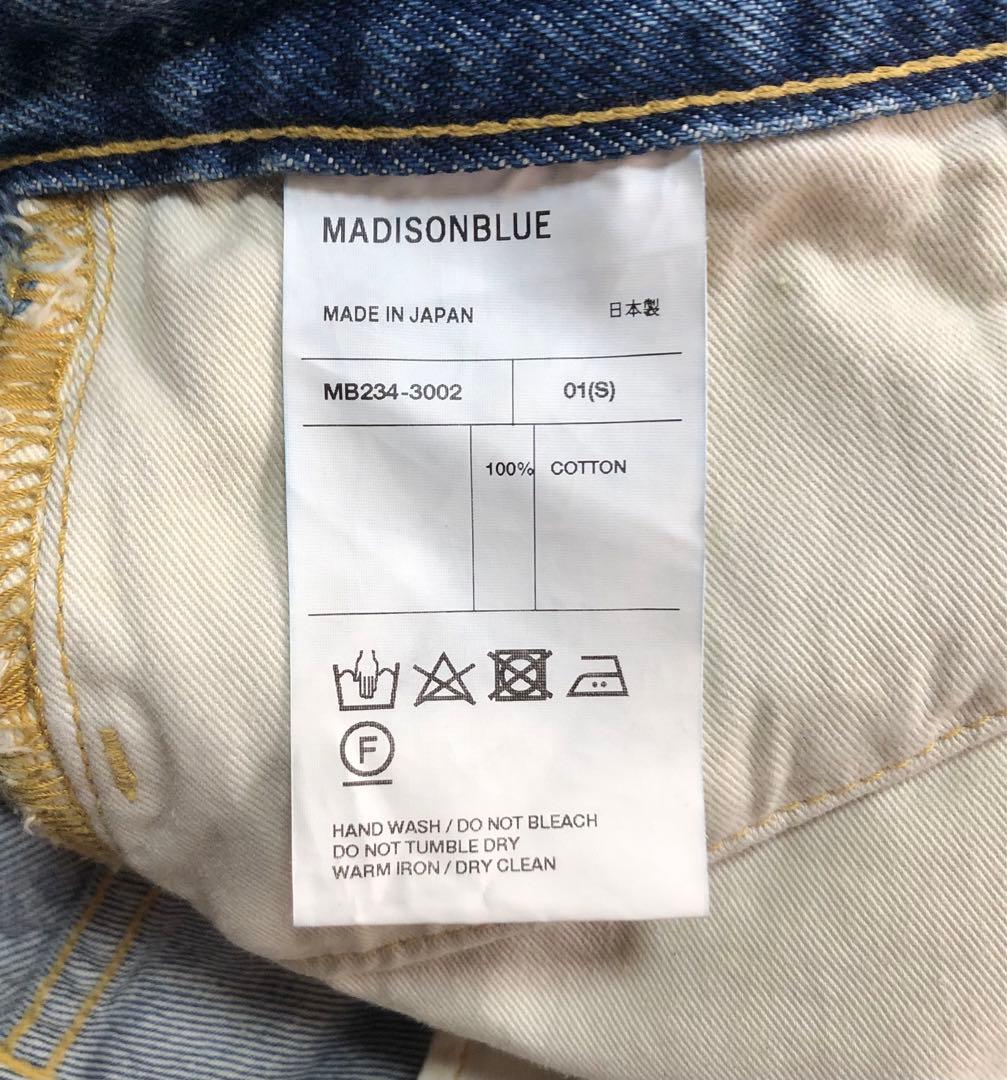 MADISONBLUE
MADE IN JAPAN 日本製
MB234-3002 01(S)
100% COTTON
F
HAND WASH / DO NOT BLEACH
DO NOT TUMBLE DRY
WARM IRON / DRY CLEAN